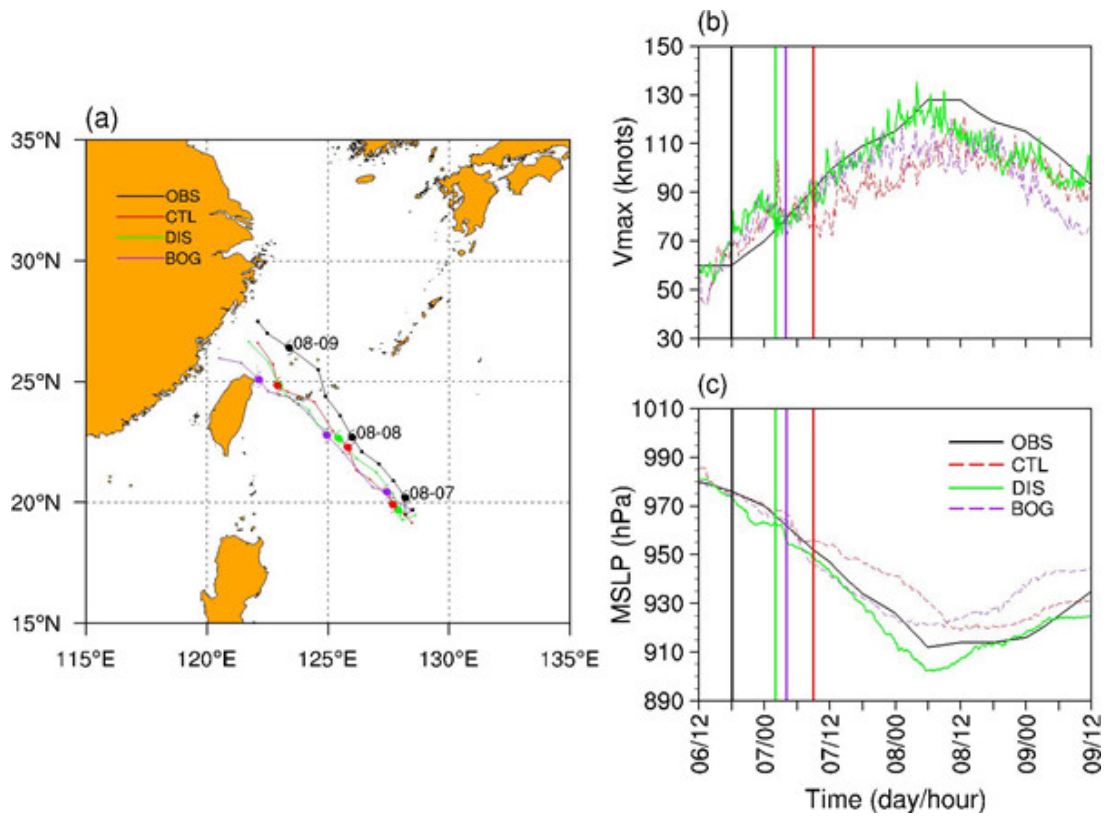 (a)
35°N
30°N
25°N
20°N
15°N
115°E
120°E
125°E
130°E
135°E
OBS
CTL
DIS
BOG
08-09
08-08
08-07
(b)
Vmax (knots)
150
130
110
90
70
50
30
(c)
MSLP (hPa)
1010
990
970
950
930
910
890
OBS
CTL
DIS
BOG
06/12
07/00
07/12
08/00
08/12
09/00
09/12
Time (day/hour)